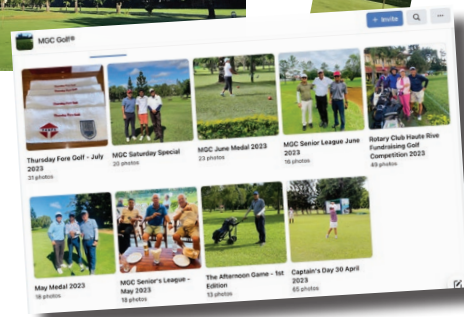 MGC Golf®
+ Invite
Thursday Fore Golf - July
2023
21 photos
MGC Saturday Special
20 photos
MGC June Medal 2023
23 photos
MGC Senior League June
2023
16 photos
Rotary Club Haute Rive
Fundraising Golf
Competition 2023
49 photos
May Medal 2023
16 photos
MGC Senior's League -
May 2023
18 photos
The Afternoon Game - 1st
Edition
13 photos
Captain's Day 30 April
2023
65 photos